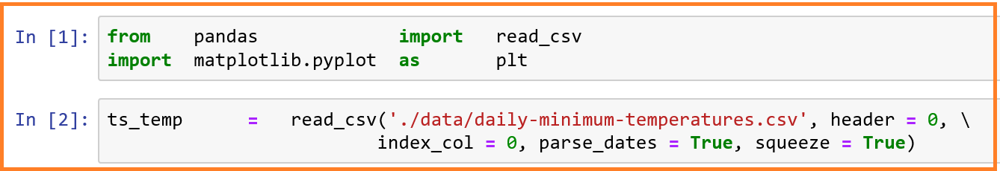 In [1]: from pandas import read_csv
import matplotlib.pyplot as plt
In [2]: ts_temp = read_csv('./data/daily-minimum-temperatures.csv', header = 0, \
index_col = 0, parse_dates = True, squeeze = True)